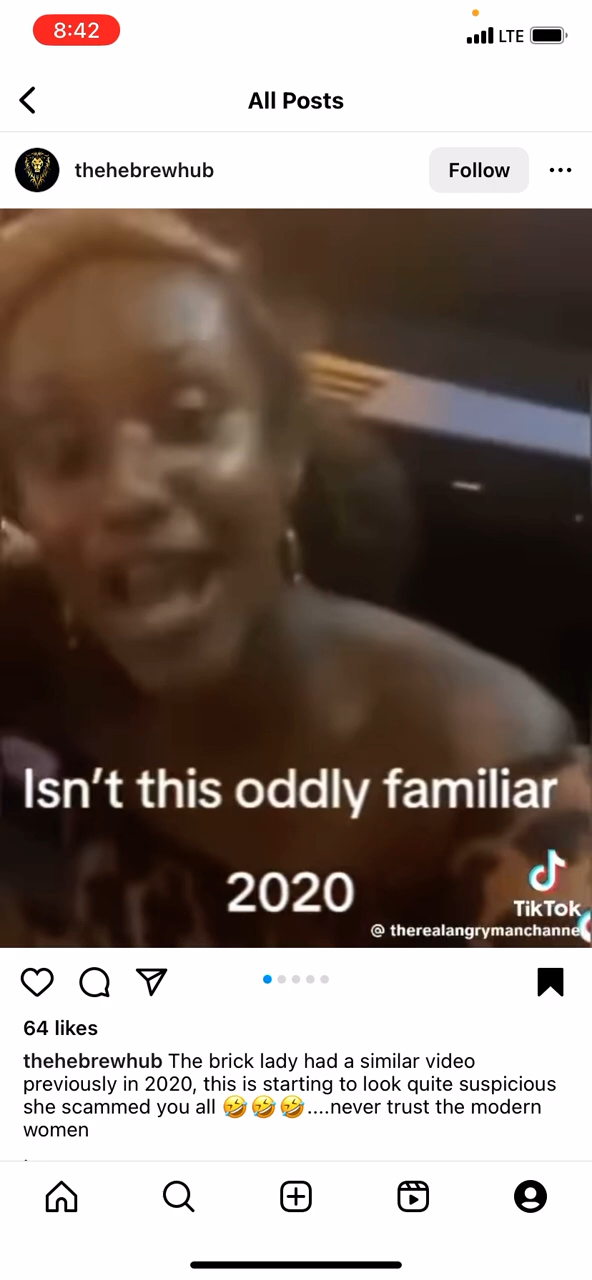 8:42
LTE
All Posts
thehebrewhub
Follow
Isn't this oddly familiar
2020
TikTok
@ therealangrymanchanne
64 likes
thehebrewhub The brick lady had a similar video
previously in 2020, this is starting to look quite suspicious
she scammed you all 🤣🤣🤣....never trust the modern
women